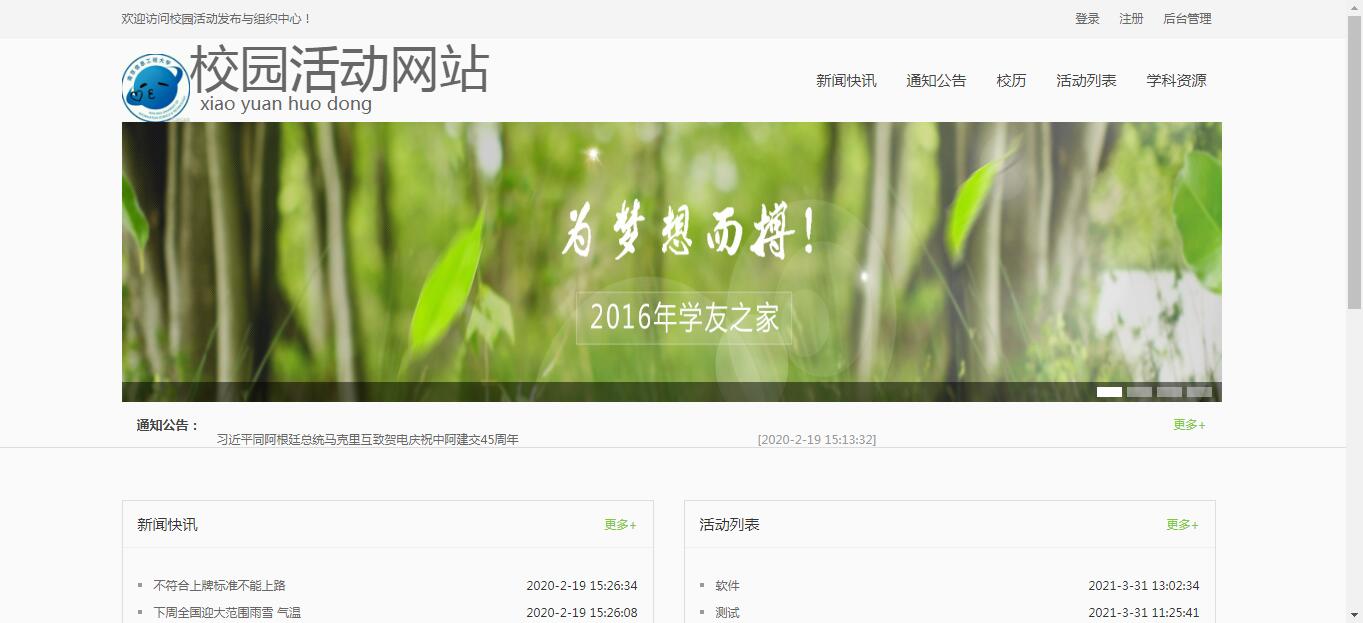 欢迎访问校园活动发布与组织中心！
登录 注册 后台管理
校园活动网站
xiao yuan huo dong
新闻快讯 通知公告 校历 活动列表 学科资源
为梦想而搏！
2016年学友之家
通知公告： 更多+
习近平同阿根廷总统马克里互致贺电庆祝中阿建交45周年 [2020-2-19 15:13:32]
新闻快讯 更多+
不符合上牌标准不能上路 2020-2-19 15:26:34
下周全国迎大范围雨雪 气温 2020-2-19 15:26:08
活动列表 更多+
软件 2021-3-31 13:02:34
测试 2021-3-31 11:25:41